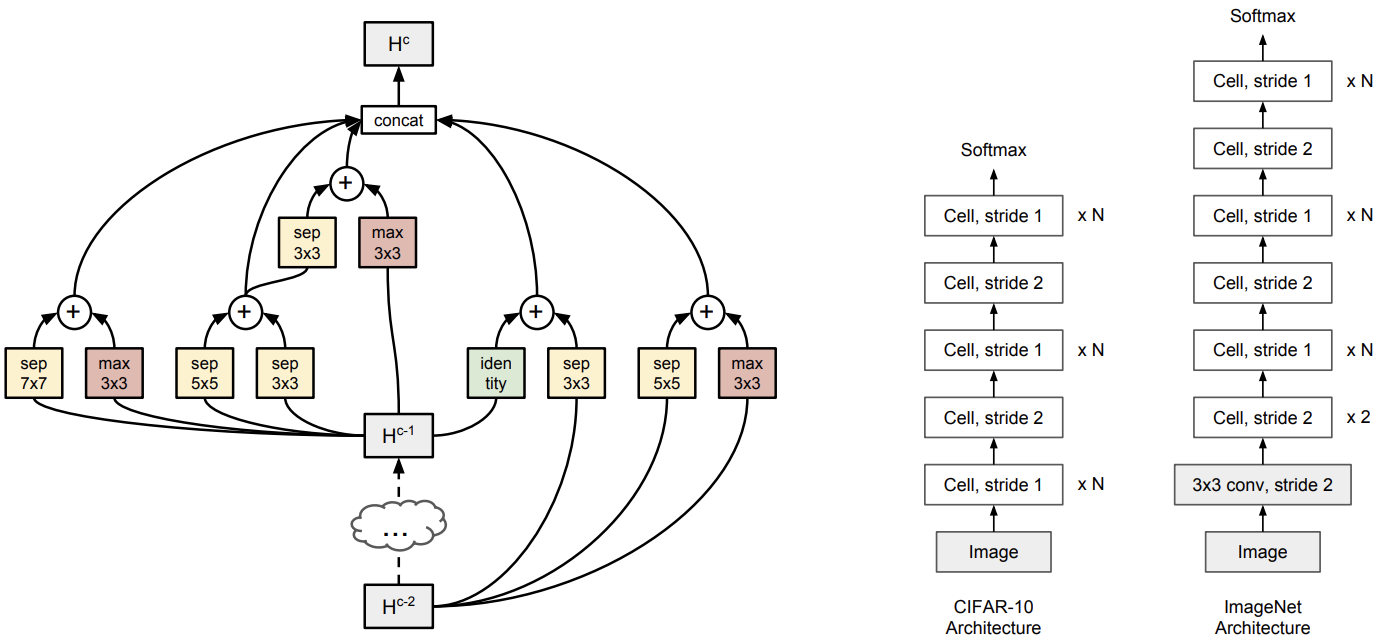 H^c
concat
+
sep
3x3
max
3x3
+
+
+
+
sep
7x7
max
3x3
sep
5x5
sep
3x3
iden
tity
sep
3x3
sep
5x5
max
3x3
H^c-1
...
H^c-2
Softmax
Cell, stride 1 x N
Cell, stride 2
Cell, stride 1 x N
Cell, stride 2
Cell, stride 1 x N
Image
CIFAR-10
Architecture
Softmax
Cell, stride 1 x N
Cell, stride 2
Cell, stride 1 x N
Cell, stride 2
Cell, stride 1 x N
Cell, stride 2 x 2
3x3 conv, stride 2
Image
ImageNet
Architecture